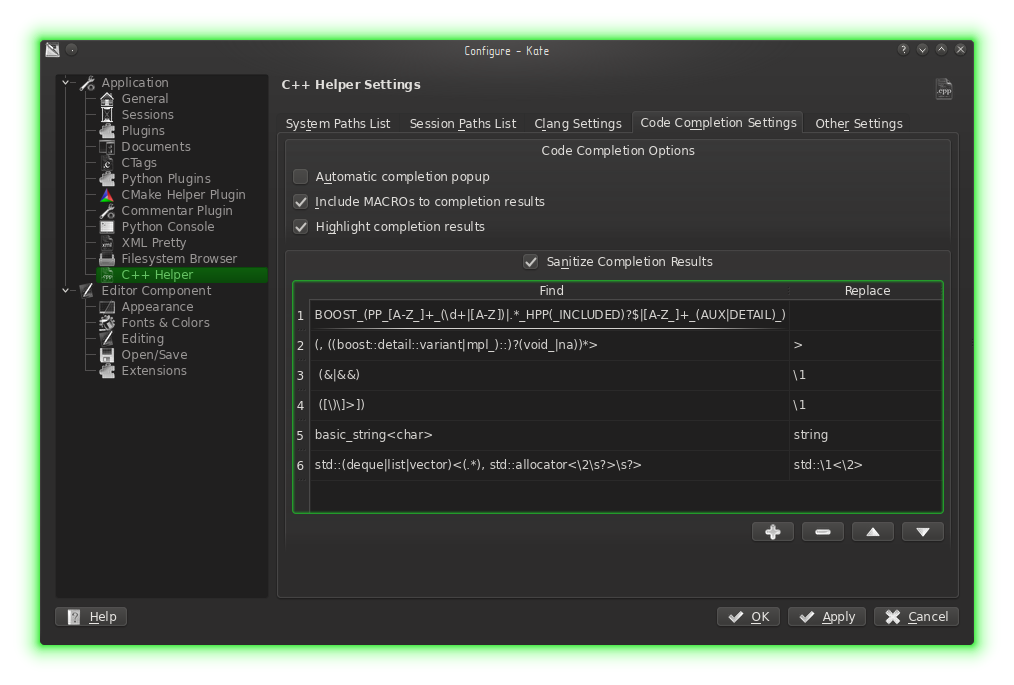 Configure – Kate
Application
General
Sessions
Plugins
Documents
CTags
Python Plugins
CMake Helper Plugin
Commentar Plugin
Python Console
XML Pretty
Filesystem Browser
C++ Helper
Editor Component
Appearance
Fonts & Colors
Editing
Open/Save
Extensions
C++ Helper Settings
System Paths List Session Paths List Clang Settings Code Completion Settings Other Settings
Code Completion Options
Automatic completion popup
Include MACROs to completion results
Highlight completion results
Sanitize Completion Results
Find Replace
1 BOOST_(PP_[A-Z_]+_(\d+|[A-Z])|.*_HPP(_INCLUDED)?$|[A-Z_]+_(AUX|DETAIL)_)
2 (, ((boost::detail::variant|mpl_)::)?(void_|na))*> >
3 (&|&&) \1
4 ([\)\]>]) \1
5 basic_string<char> string
6 std::(deque|list|vector)<(.*), std::allocator<\2\s?>\s?> std::\1<\2>
Help OK Apply Cancel